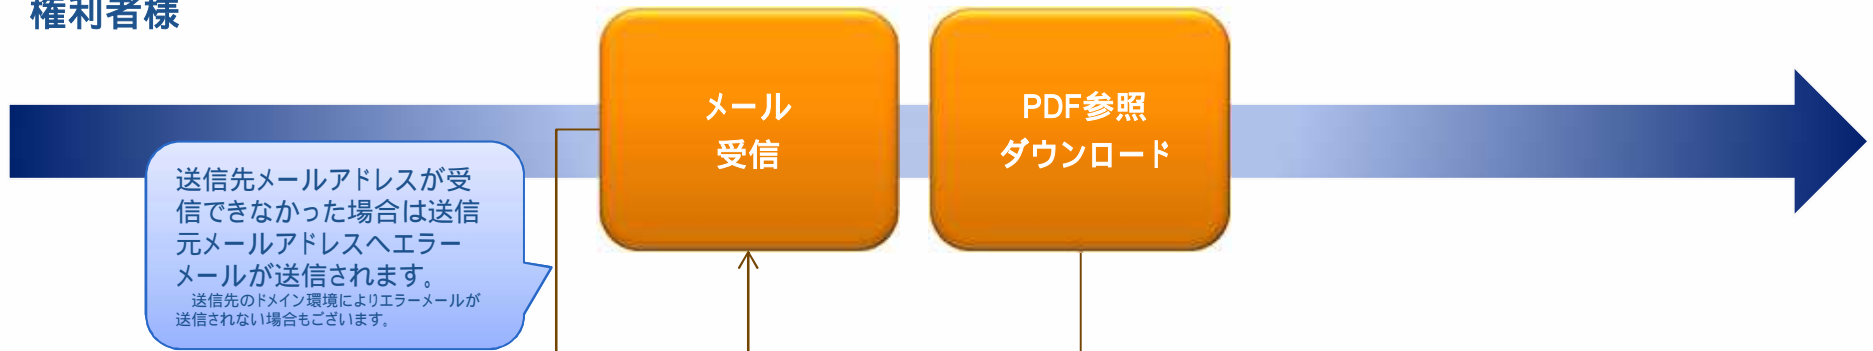 権利者様
メール
受信
PDF参照
ダウンロード
送信先メールアドレスが受
信できなかった場合は送信
元メールアドレスへエラー
メールが送信されます。
送信先のドメイン環境によりエラーメールが
送信されない場合もございます。